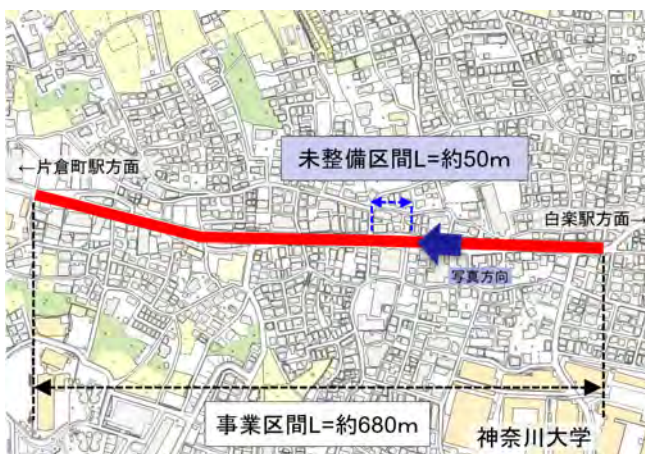 未整備区間L=約50m
←片倉町駅方面
白楽駅方面→
写真方向
事業区間L=約680m
神奈川大学